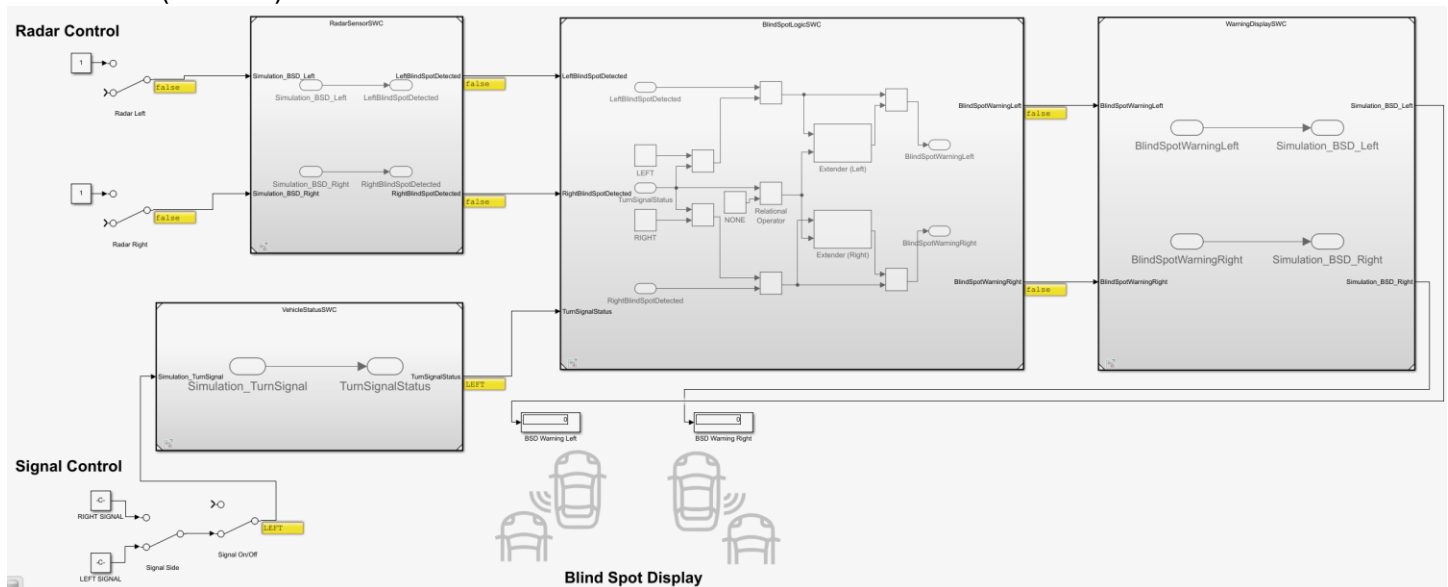 Radar Control
1
false
Radar Left
1
false
Radar Right
RadarSensorSWC
Simulation_BSD_Left
LeftBlindSpotDetected
Simulation_BSD_Left
LeftBlindSpotDetected
false
Simulation_BSD_Right
RightBlindSpotDetected
Simulation_BSD_Right
RightBlindSpotDetected
false
BlindSpotLogicSWC
LeftBlindSpotDetected
LeftBlindSpotDetected
LEFT
RightBlindSpotDetected
TurnSignalStatus
RIGHT
NONE
Relational
Operator
Extender (Left)
Extender (Right)
RightBlindSpotDetected
TurnSignalStatus
BlindSpotWarningLeft
BlindSpotWarningLeft
false
BlindSpotWarningRight
BlindSpotWarningRight
false
WarningDisplaySWC
BlindSpotWarningLeft
Simulation_BSD_Left
BlindSpotWarningLeft
Simulation_BSD_Left
BlindSpotWarningRight
Simulation_BSD_Right
BlindSpotWarningRight
Simulation_BSD_Right
VehicleStatusSWC
Simulation_TurnSignal
Simulation_TurnSignal
TurnSignalStatus
TurnSignalStatus
LEFT
0
BSD Warning Left
0
BSD Warning Right
Signal Control
-C-
RIGHT SIGNAL
-C-
LEFT SIGNAL
Signal Side
Signal On/Off
LEFT
Blind Spot Display